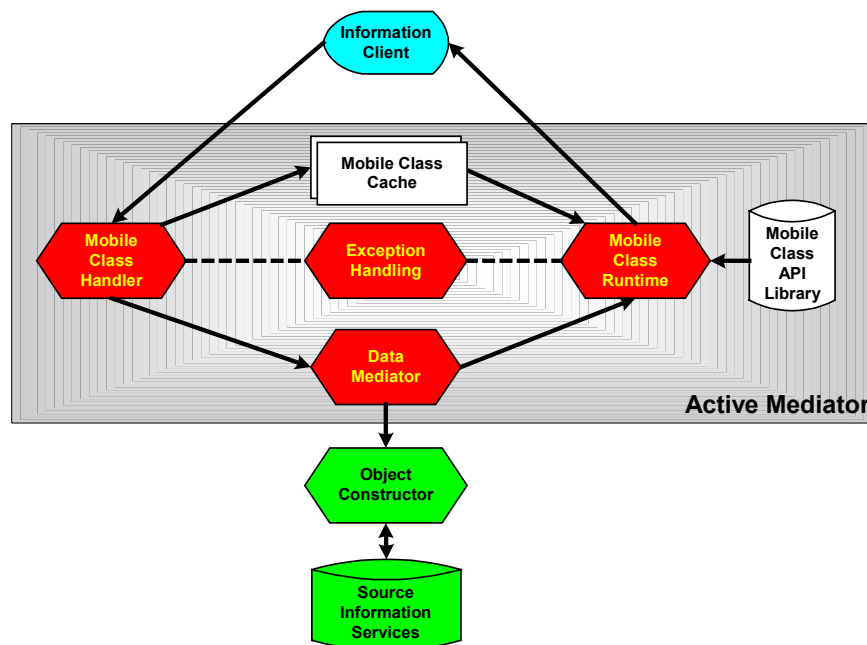 Information
Client
Mobile Class
Cache
Mobile
Class
Handler
Exception
Handling
Mobile
Class
Runtime
Mobile
Class
API
Library
Data
Mediator
Active Mediator
Object
Constructor
Source
Information
Services